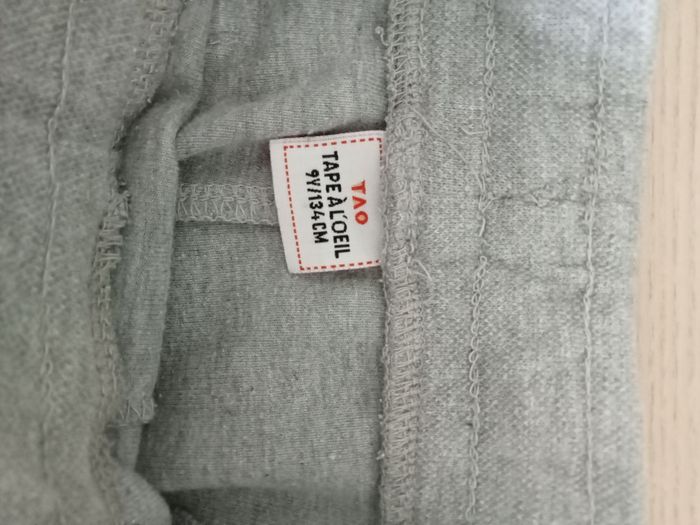 TAO
TAPE À L'OEIL
9Y/134CM